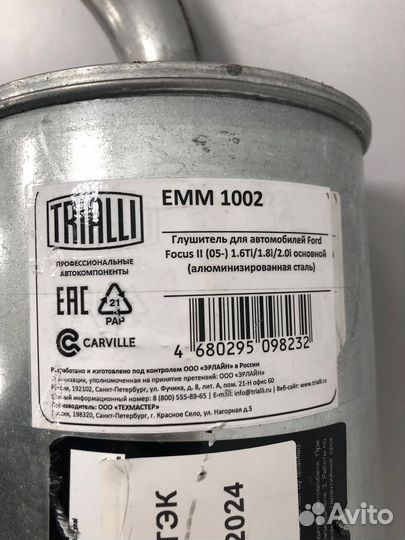 TRIALLI
ПРОФЕССИОНАЛЬНЫЕ
АВТОКОМПОНЕНТЫ
EAC
21
PAP
CARVILLE
EMM 1002
Глушитель для автомобилей Ford
Focus II (05-) 1.6Ti/1.8i/2.0i основной
(алюминизированная сталь)
4 680295 098232
Разработано и изготовлено под контролем ООО «ЭРЛАЙН» в России
Организации, уполномоченная на принятие претензий: ООО «ЭРЛАЙН»
Россия, 192102, Санкт-Петербург, ул. Фучика, д. 8, лит. А, пом. 21-Н офис 60
Единый номер: 8 (800) 555-89-65 | E-mail: info@trialli.ru | Веб-сайт: www.trialli.ru
Производитель: ООО «ТЕХМАСТЕР»
Россия, 198320, Санкт-Петербург, г. Красное Село, ул. Нагорная д.5
ТЭК
2024
Avito